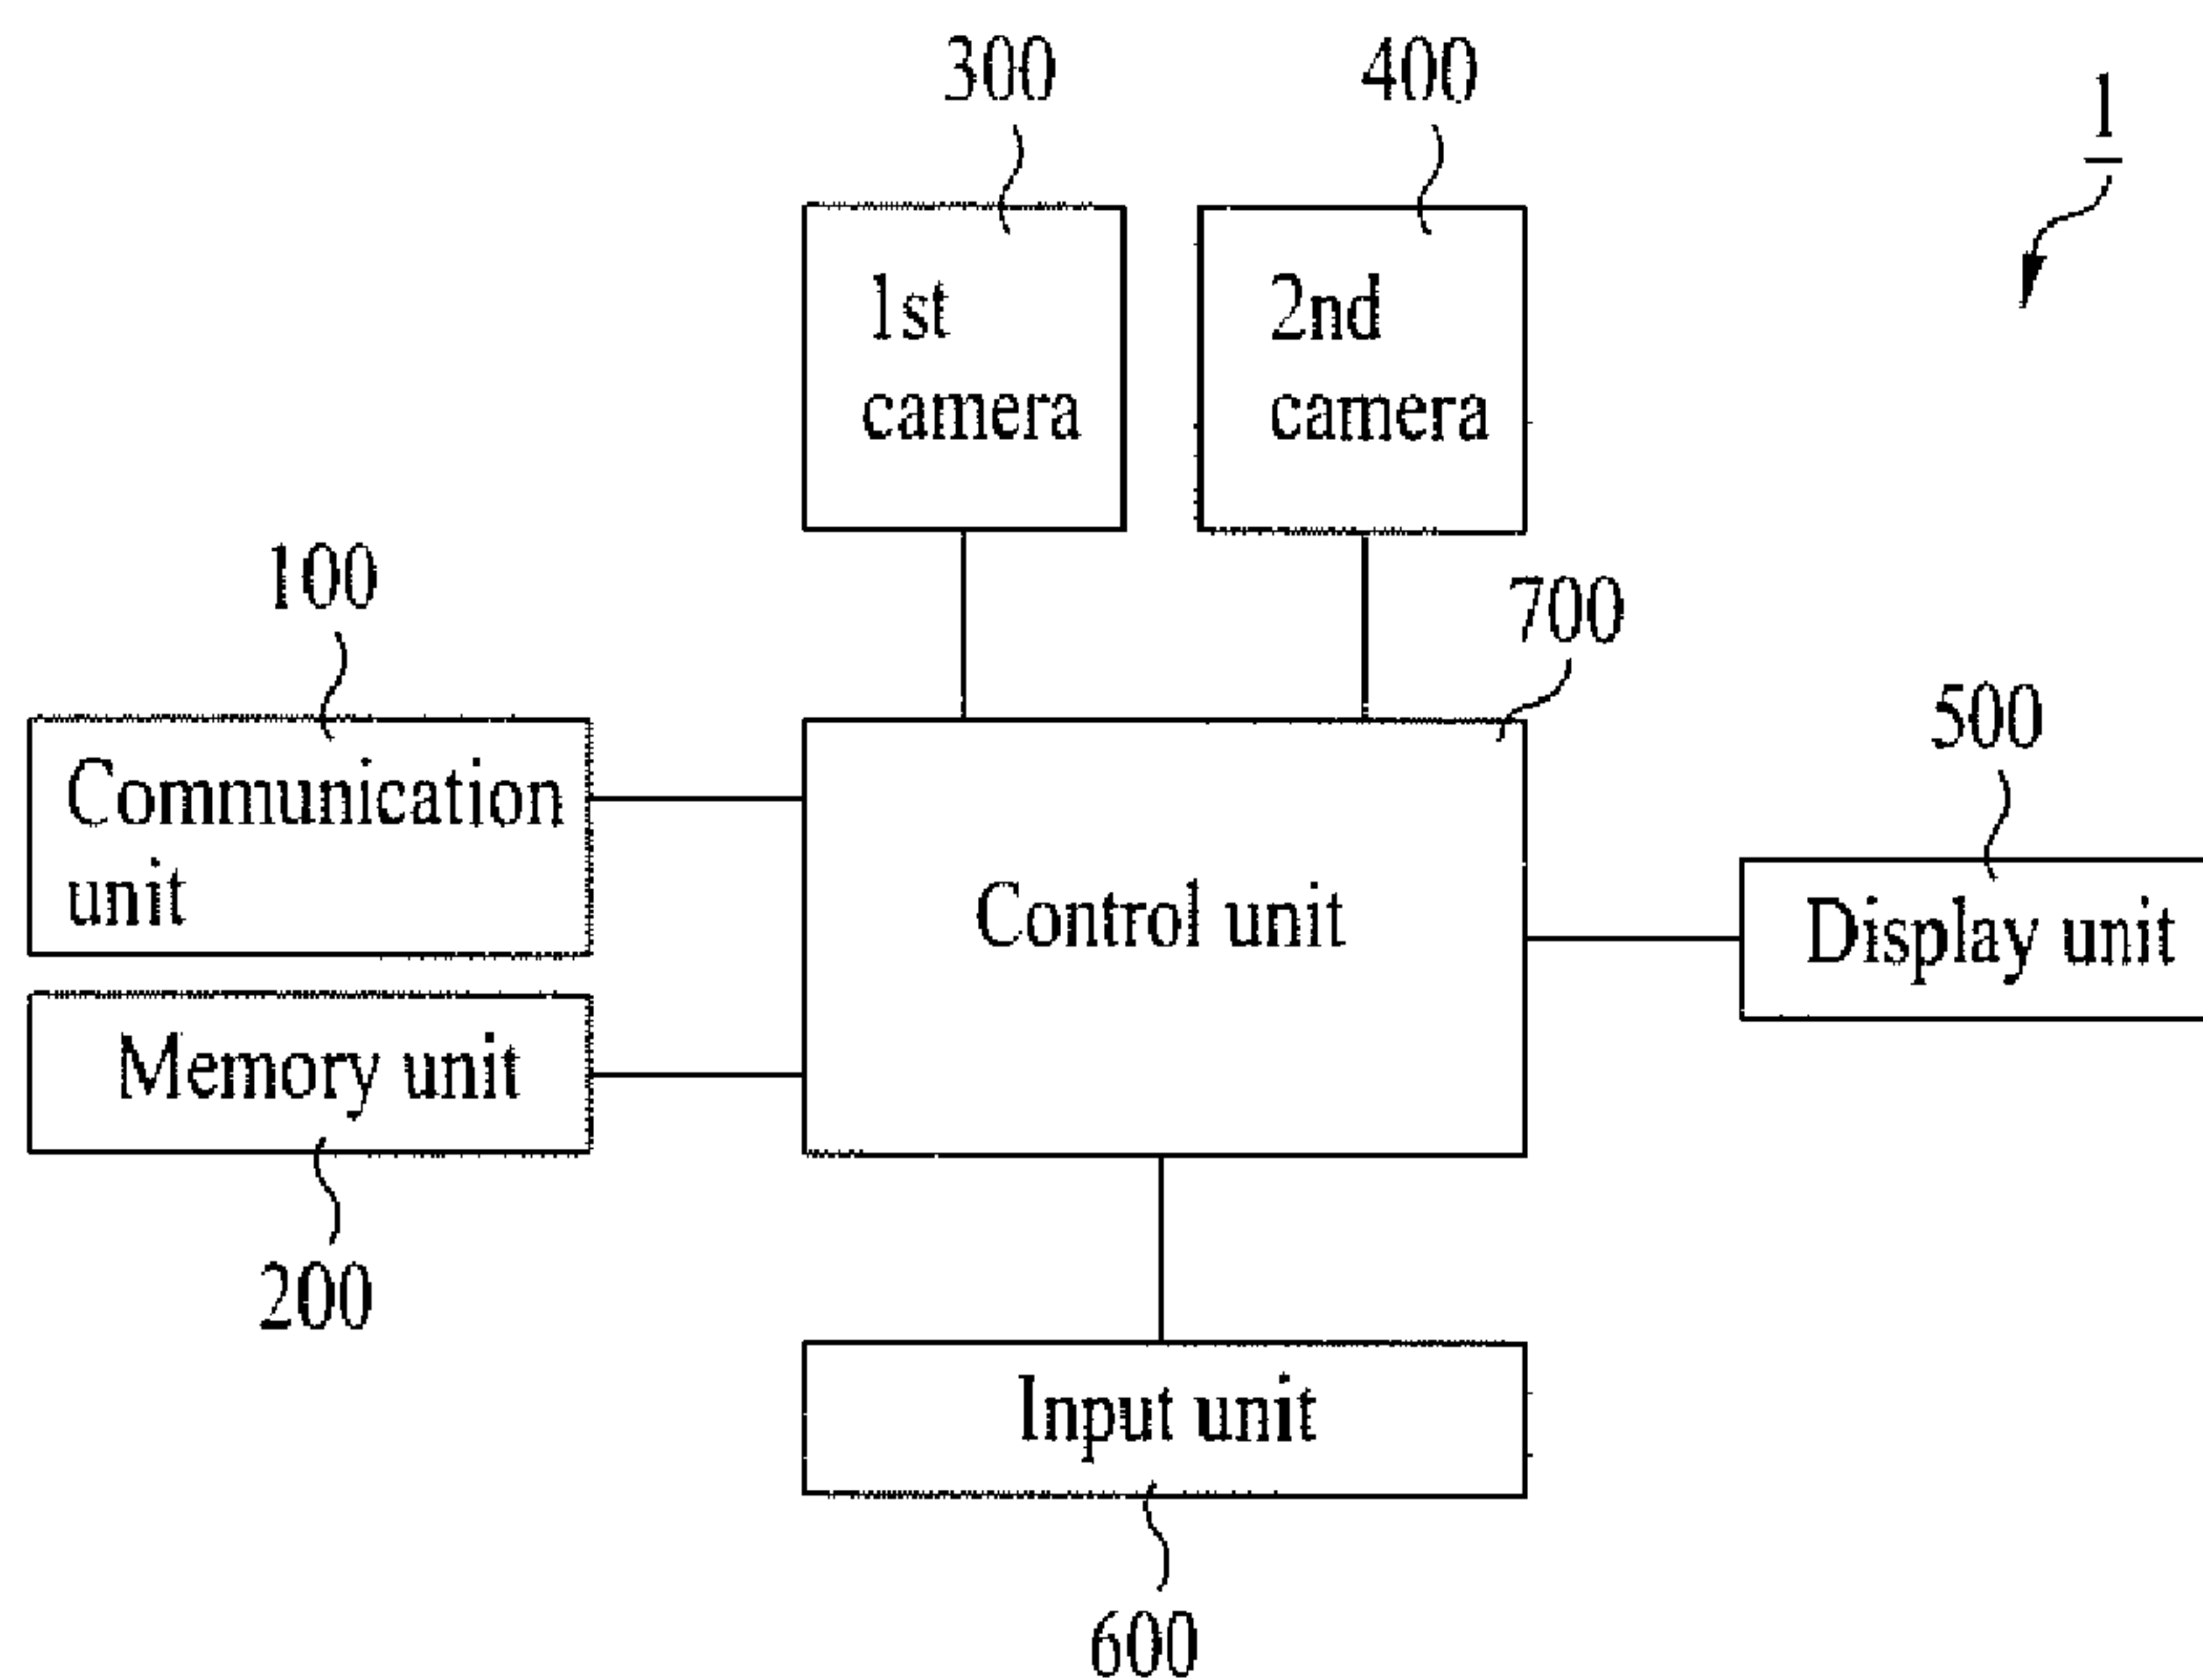 300
400
1
1st
camera
2nd
camera
100
700
500
Communication
unit
Control unit
Display unit
Memory unit
200
Input unit
600